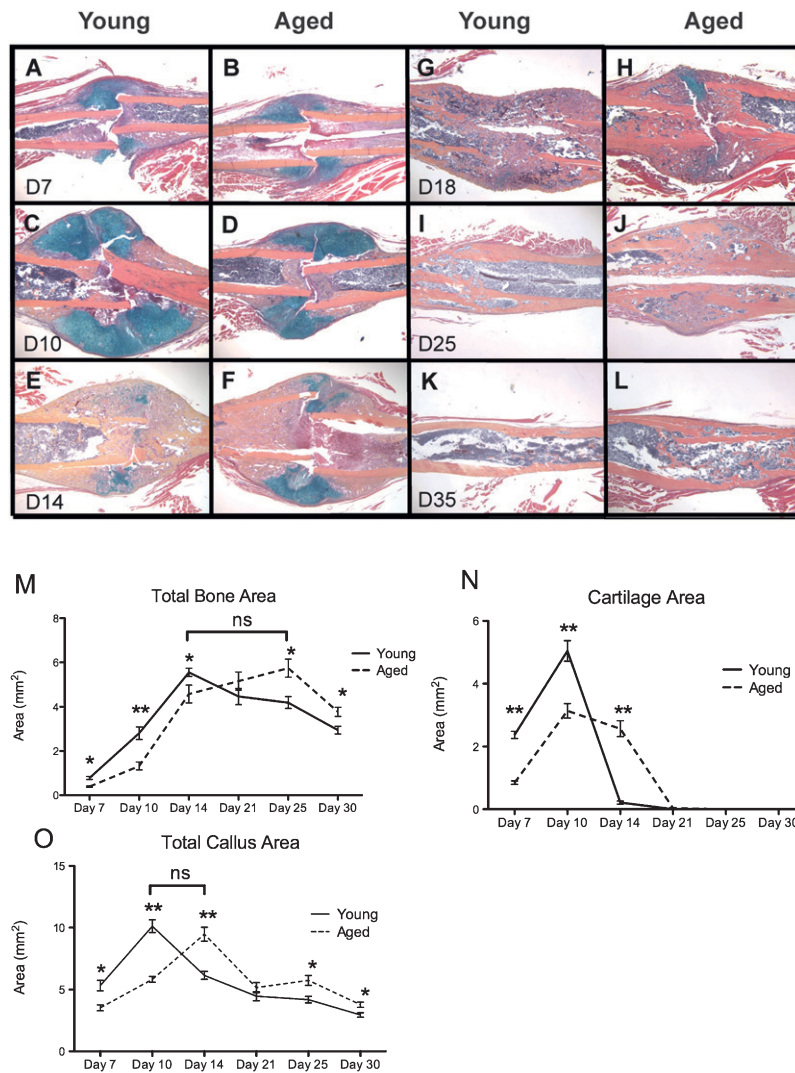 Young Aged Young Aged
A B G H
D7 D18
C D I J
D10 D25
E F K L
D14 D35
M
Total Bone Area
ns
* ** * * *
Young
Aged
Area (mm²)
8
6
4
2
0
Day 7 Day 10 Day 14 Day 21 Day 25 Day 30
N
Cartilage Area
** ** **
Young
Aged
Area (mm²)
6
4
2
0
Day 7 Day 10 Day 14 Day 21 Day 25 Day 30
O
Total Callus Area
ns
* ** ** * *
Young
Aged
Area (mm²)
15
10
5
0
Day 7 Day 10 Day 14 Day 21 Day 25 Day 30